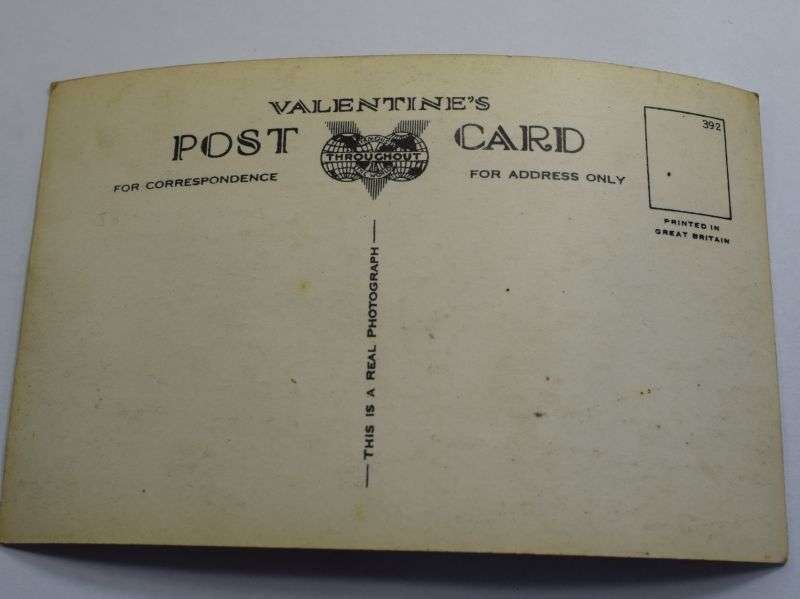 VALENTINE'S
POST CARD
THROUGHOUT
FOR CORRESPONDENCE
FOR ADDRESS ONLY
392
PRINTED IN
GREAT BRITAIN
THIS IS A REAL PHOTOGRAPH